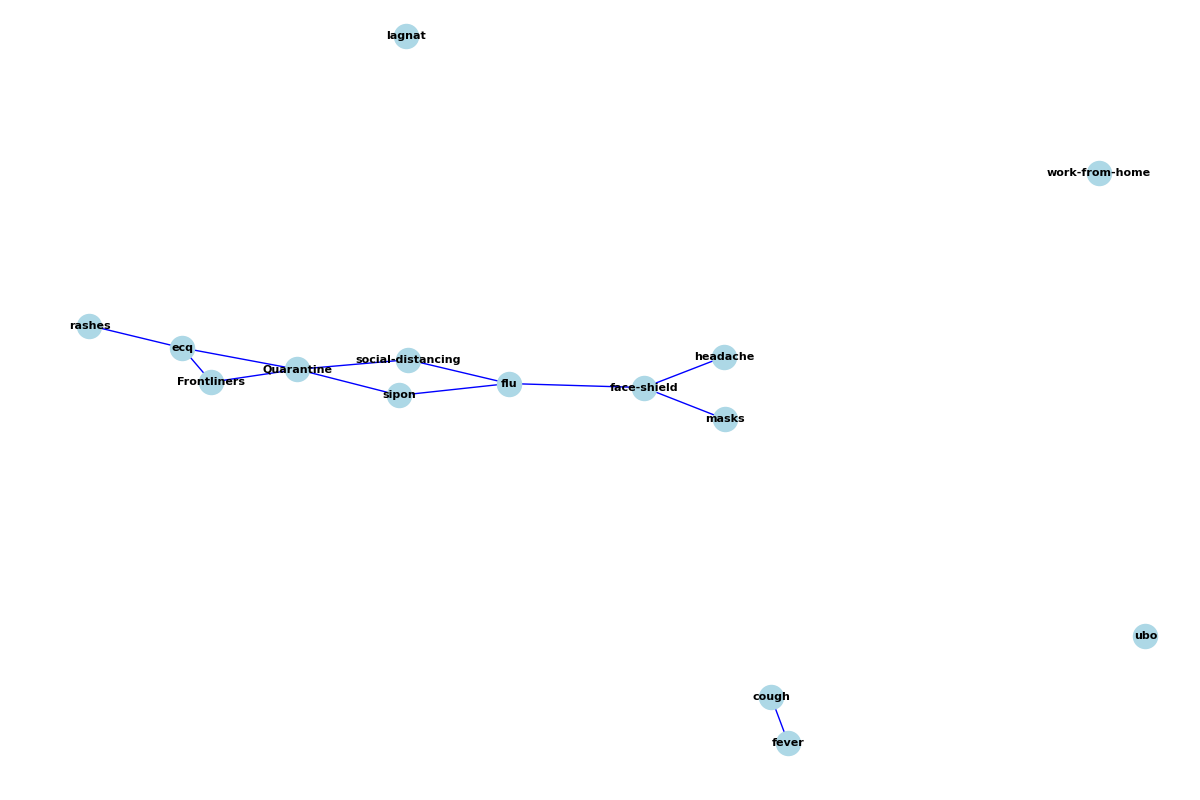 lagnat
work-from-home
rashes
ecq
Frontliners
Quarantine
social-distancing
sipon
flu
face-shield
headache
masks
ubo
cough
fever